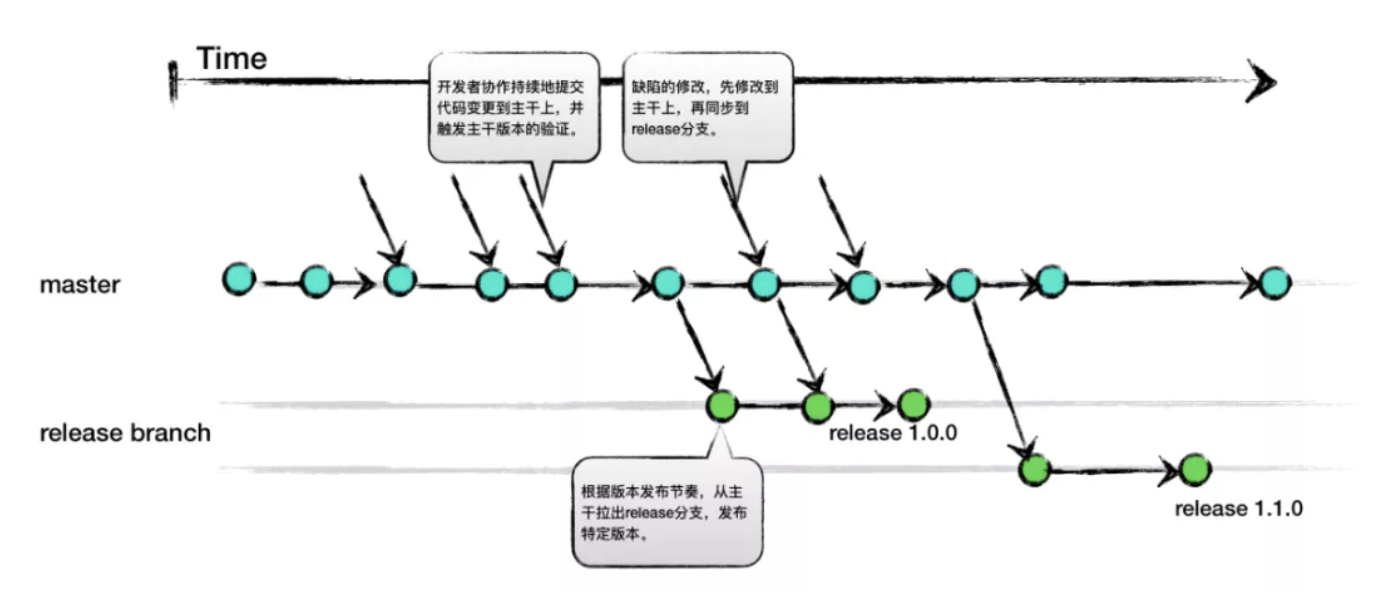 Time
开发者协作持续地提交
代码变更到主干上，并
触发主干版本的验证。
缺陷的修改，先修改到
主干上，再同步到
release分支。
master
release branch
release 1.0.0
根据版本发布节奏，从主
干拉出release分支，发布
特定版本。
release 1.1.0